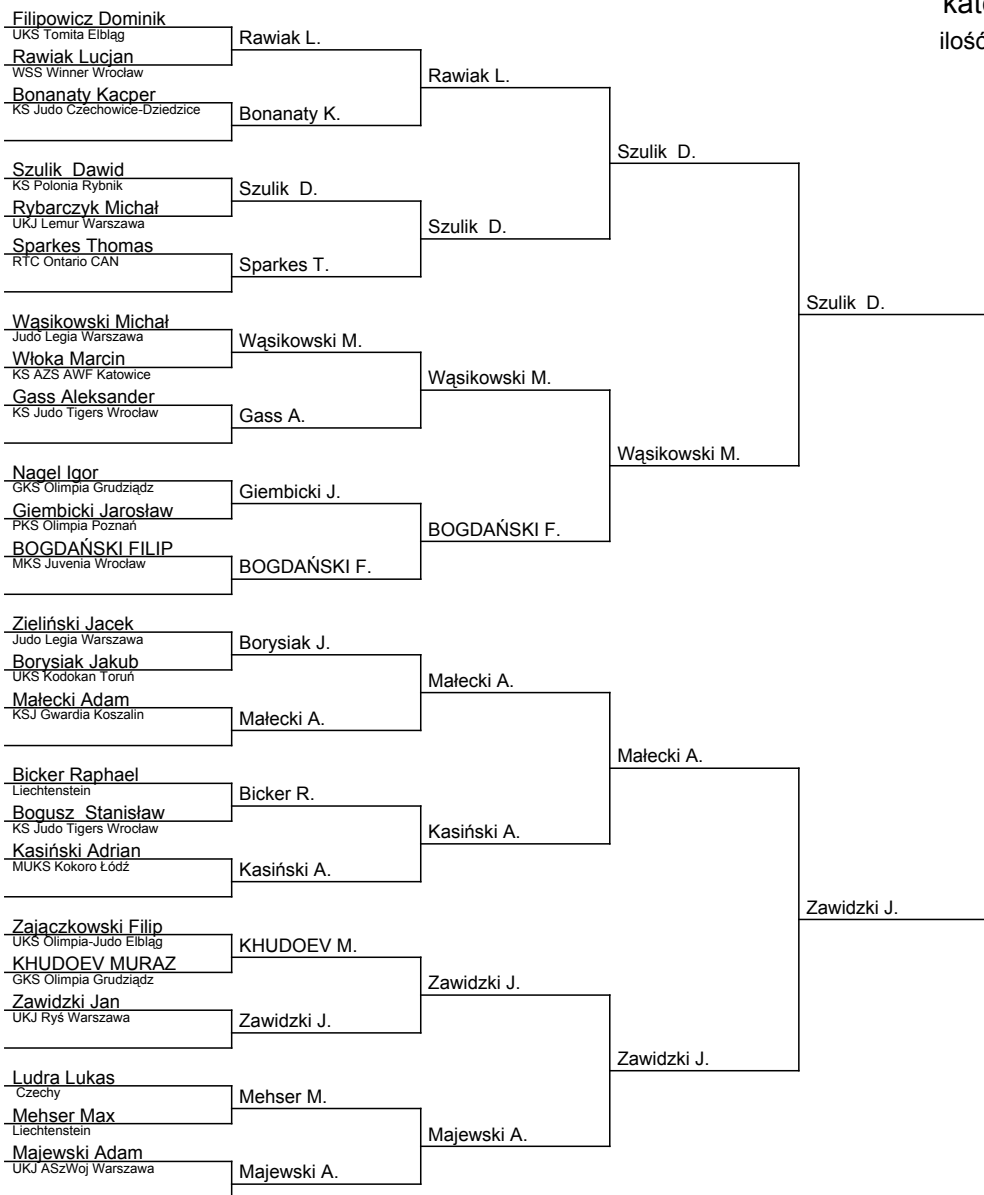 kate
ilość
Filipowicz Dominik
UKS Tomita Elbląg
Rawiak Lucjan
WSS Winner Wrocław
Bonanaty Kacper
KS Judo Czechowice-Dziedzice
Szulik  Dawid
KS Polonia Rybnik
Rybarczyk Michał
UKJ Lemur Warszawa
Sparkes Thomas
RTC Ontario CAN
Wąsikowski Michał
Judo Legia Warszawa
Włoka Marcin
KS AZS AWF Katowice
Gass Aleksander
KS Judo Tigers Wrocław
Nagel Igor
GKS Olimpia Grudziądz
Giembicki Jarosław
PKS Olimpia Poznań
BOGDAŃSKI FILIP
MKS Juvenia Wrocław
Zieliński Jacek
Judo Legia Warszawa
Borysiak Jakub
UKS Kodokan Toruń
Małecki Adam
KSJ Gwardia Koszalin
Bicker Raphael
Liechtenstein
Bogusz  Stanisław
KS Judo Tigers Wrocław
Kasiński Adrian
MUKS Kokoro Łódź
Zajączkowski Filip
UKS Olimpia-Judo Elbląg
KHUDOEV MURAZ
GKS Olimpia Grudziądz
Zawidzki Jan
UKJ Ryś Warszawa
Ludra Lukas
Czechy
Mehser Max
Liechtenstein
Majewski Adam
UKJ ASzWoj Warszawa
Rawiak L.
Bonanaty K.
Szulik  D.
Sparkes T.
Wąsikowski M.
Gass A.
Giembicki J.
BOGDAŃSKI F.
Borysiak J.
Małecki A.
Bicker R.
Kasiński A.
KHUDOEV M.
Zawidzki J.
Mehser M.
Majewski A.
Rawiak L.
Szulik  D.
Wąsikowski M.
BOGDAŃSKI F.
Małecki A.
Kasiński A.
Zawidzki J.
Majewski A.
Szulik  D.
Wąsikowski M.
Małecki A.
Zawidzki J.
Szulik  D.
Zawidzki J.